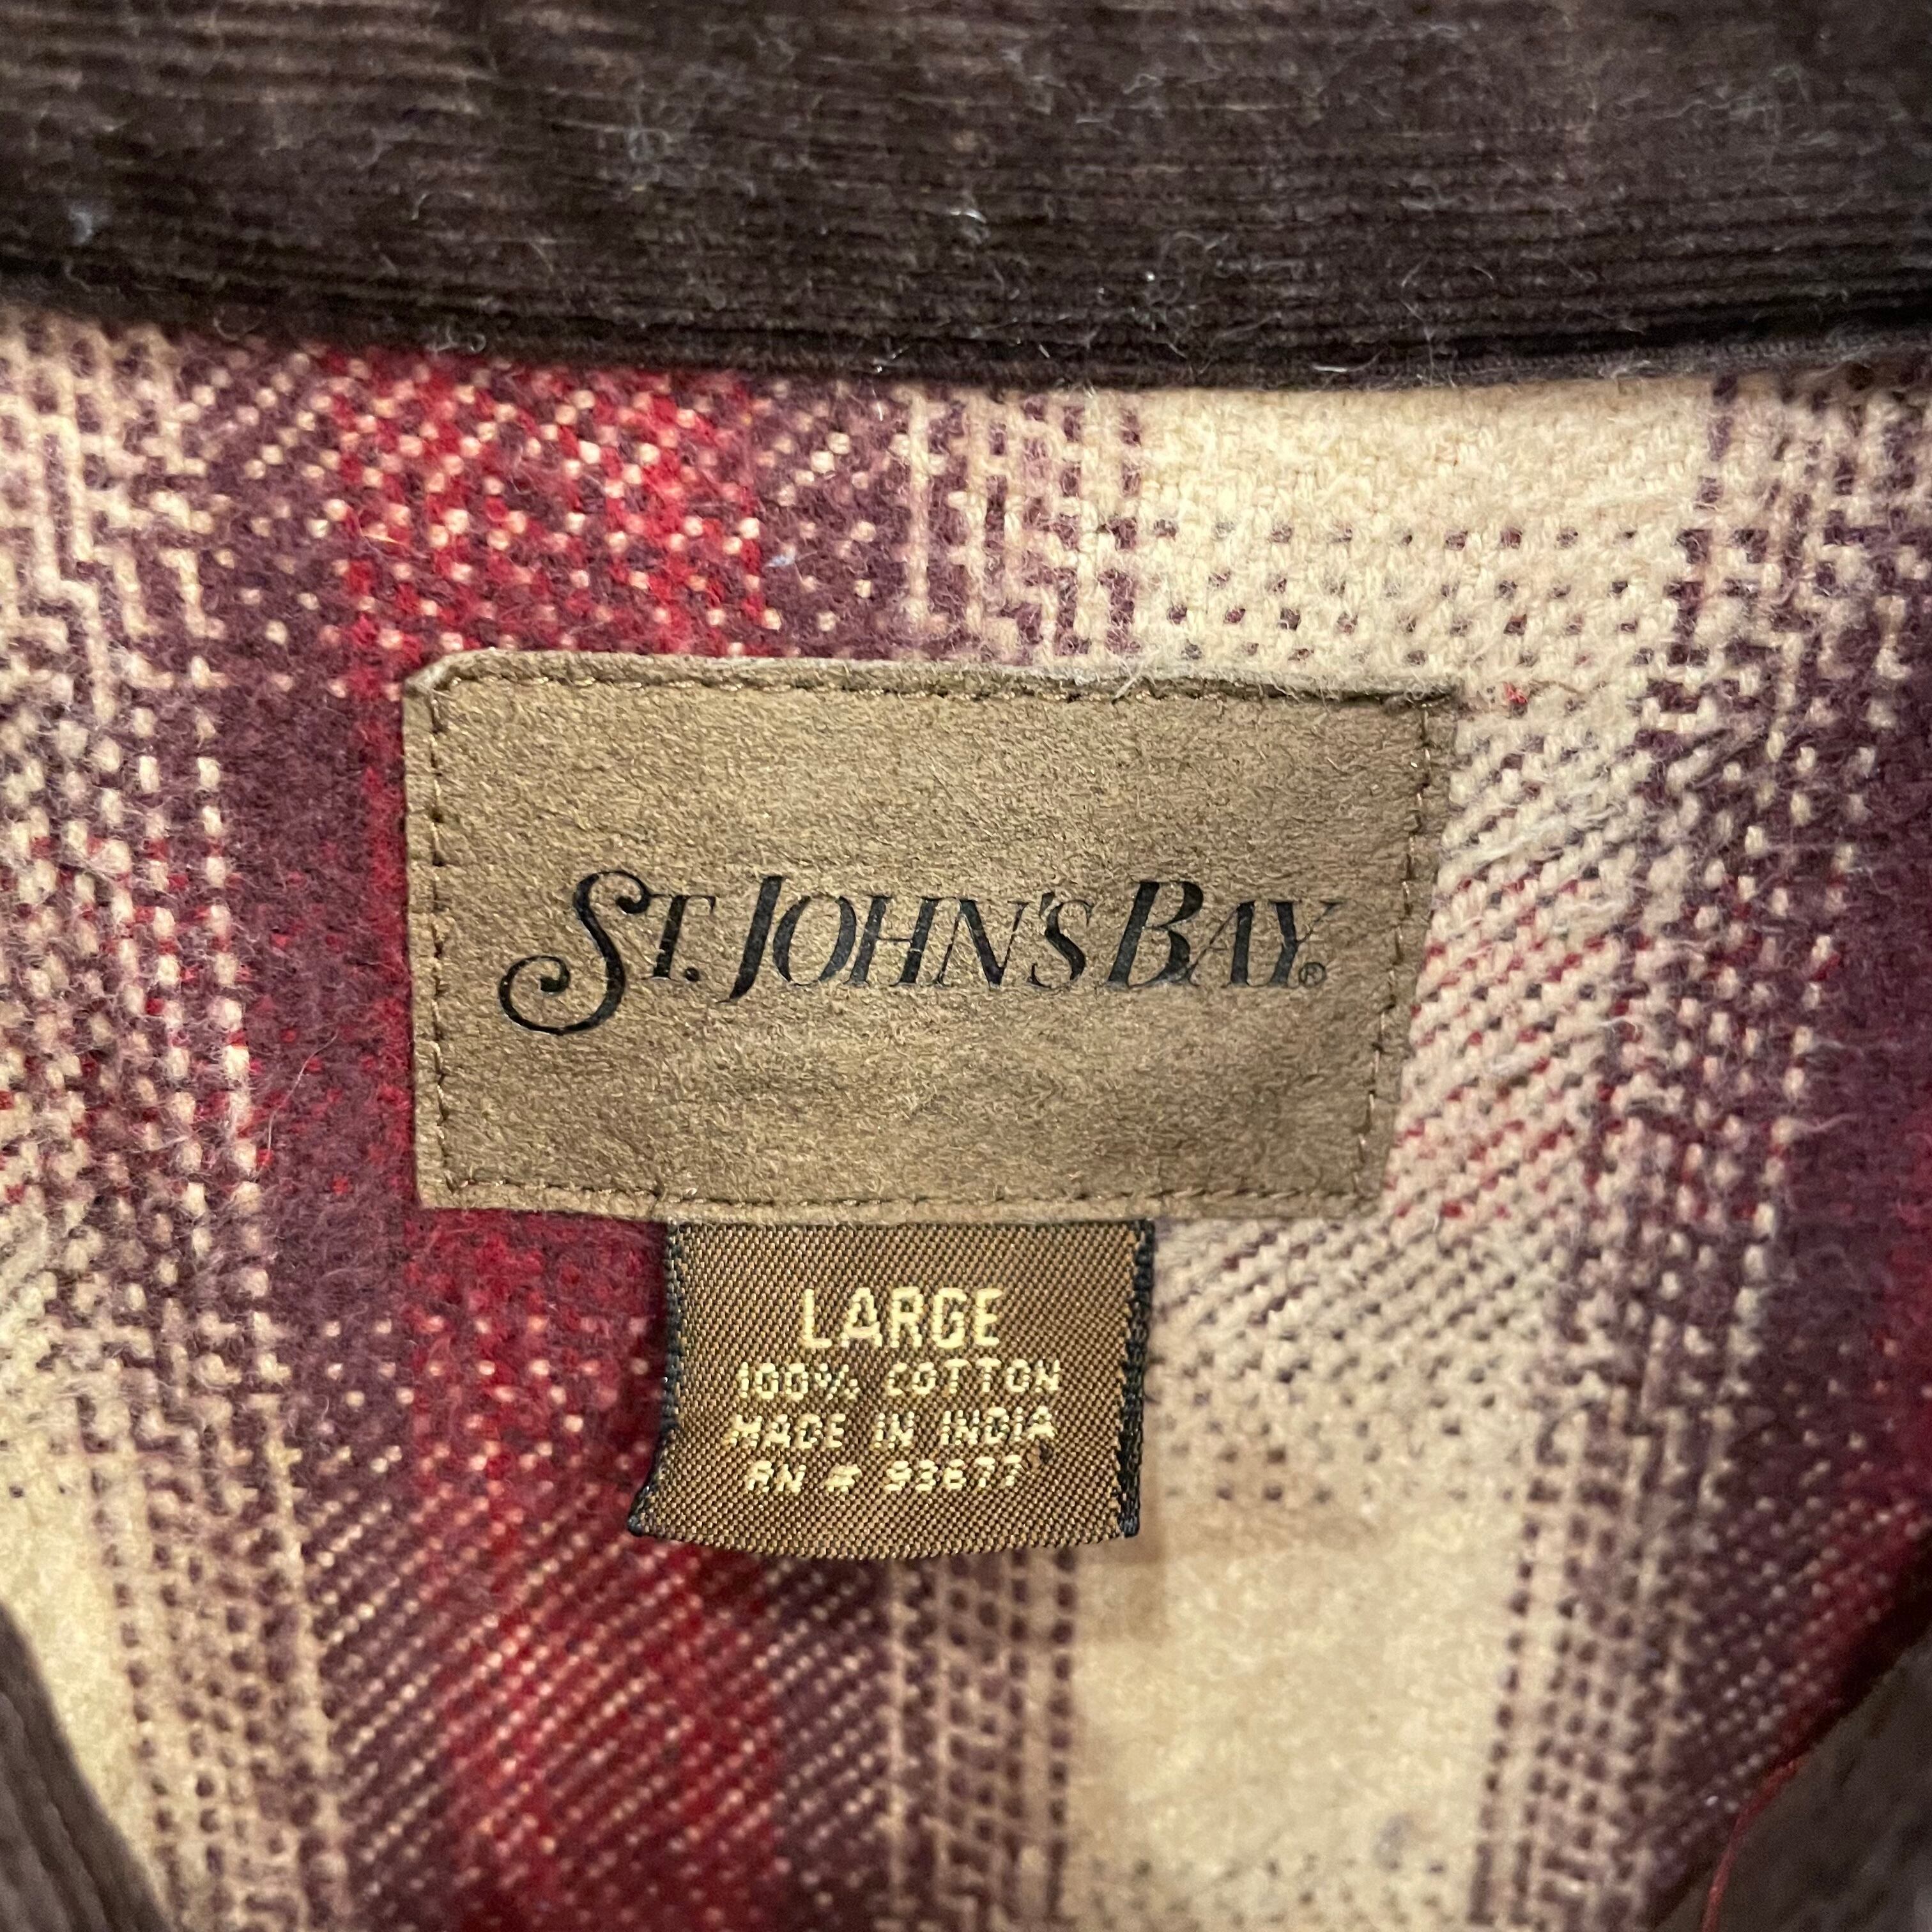 ST. JOHN'S BAY®
LARGE
100% COTTON
MADE IN INDIA
RN # 93677